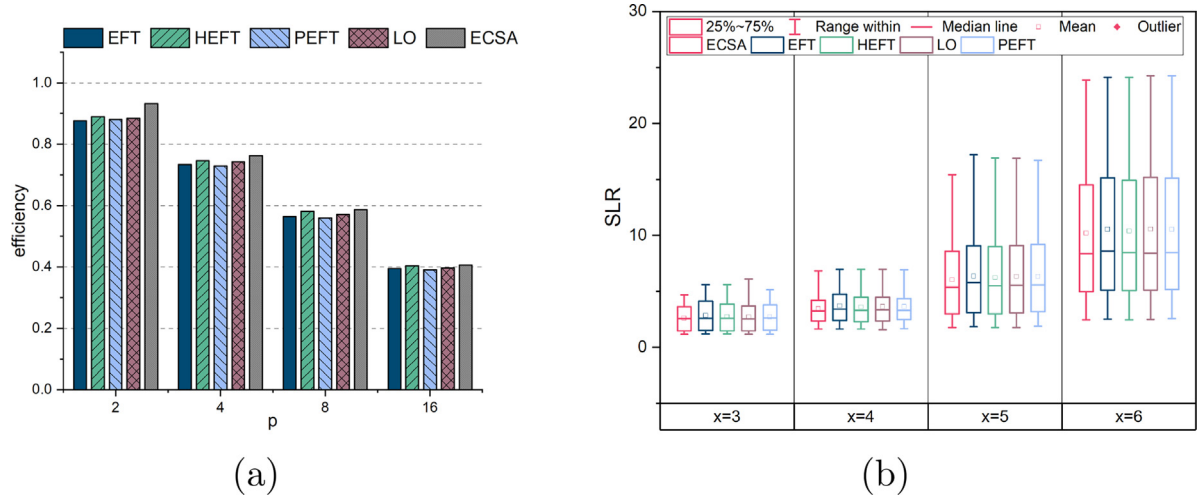 EFT HEFT PEFT LO ECSA
1.0
0.8
0.6
0.4
0.2
0.0
efficiency
2 4 8 16
p
(a)
30
20
10
0
SLR
25%~75% Range within Median line Mean Outlier
ECSA EFT HEFT LO PEFT
x=3 x=4 x=5 x=6
(b)